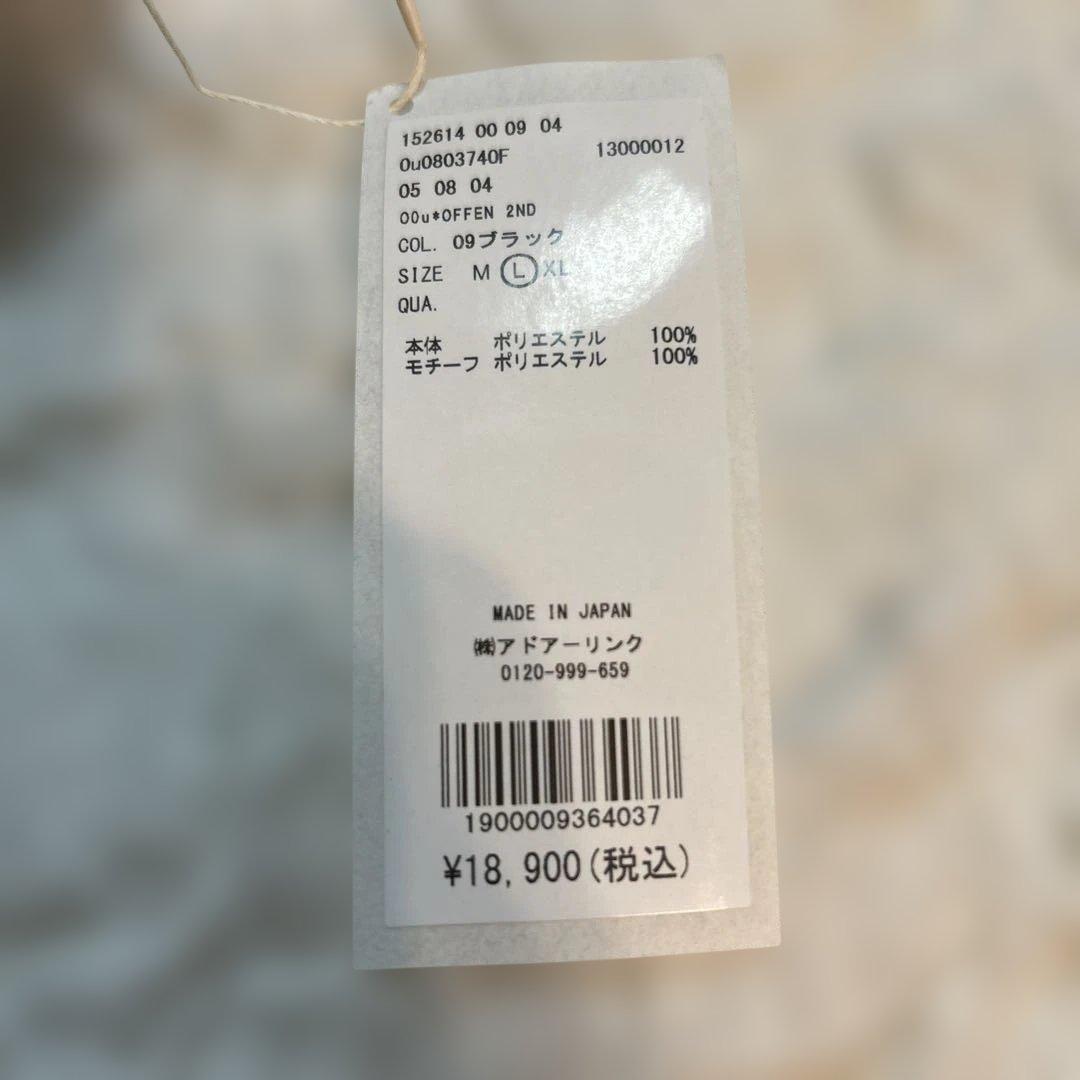 152614 00 09 04
0u0803740F 13000012
05 08 04
00u*OFFEN 2ND
COL. 09ブラック
SIZE M L XL
QUA.
本体 ポリエステル 100%
モチーフ ポリエステル 100%
MADE IN JAPAN
㈱アドアーリンク
0120-999-659
1900009364037
¥18,900(税込)